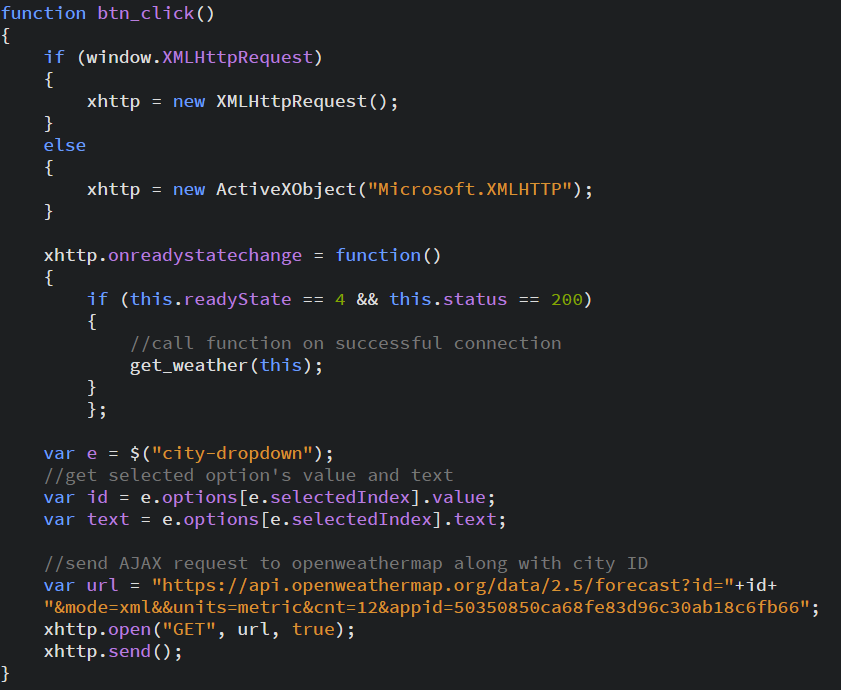 function btn_click()
{
    if (window.XMLHttpRequest)
    {
        xhttp = new XMLHttpRequest();
    }
    else
    {
        xhttp = new ActiveXObject("Microsoft.XMLHTTP");
    }

    xhttp.onreadystatechange = function()
    {
        if (this.readyState == 4 && this.status == 200)
        {
            //call function on successful connection
            get_weather(this);
        }
        };

    var e = $("city-dropdown");
    //get selected option's value and text
    var id = e.options[e.selectedIndex].value;
    var text = e.options[e.selectedIndex].text;

    //send AJAX request to openweathermap along with city ID
    var url = "https://api.openweathermap.org/data/2.5/forecast?id="+id+
    "&mode=xml&&units=metric&cnt=12&appid=50350850ca68fe83d96c30ab18c6fb66";
    xhttp.open("GET", url, true);
    xhttp.send();
}